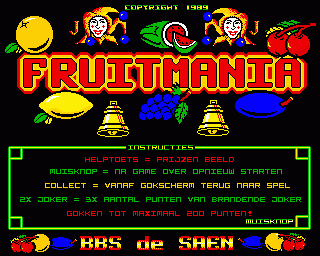 COPYRIGHT 1989
FRUITMANIA
INSTRUCTIES
HELPTOETS = PRIJZEN BEELD
MUISKNOP = NA GAME OVER OPNIEUW STARTEN
COLLECT = VANAF GOKSCHERM TERUG NAAR SPEL
2X JOKER = 3X AANTAL PUNTEN VAN BRANDENDE JOKER
GOKKEN TOT MAXIMAAL 200 PUNTEN!
MUISKNOP
BBS de SAEN